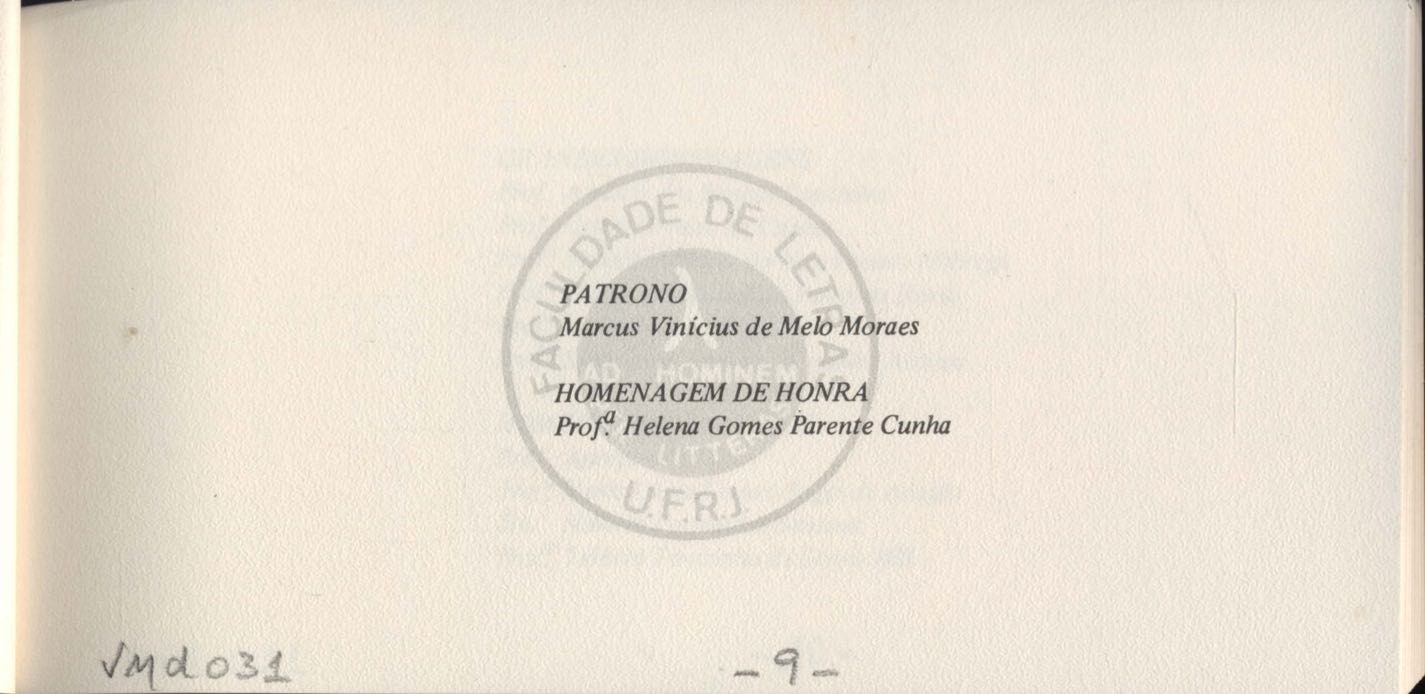 FACULDADE DE LETRAS
PATRONO
Marcus Vinícius de Melo Moraes
AD HOMINEM
HOMENAGEM DE HONRA
Prof.ª Helena Gomes Parente Cunha
U.F.R.J.
VMd031
-9-